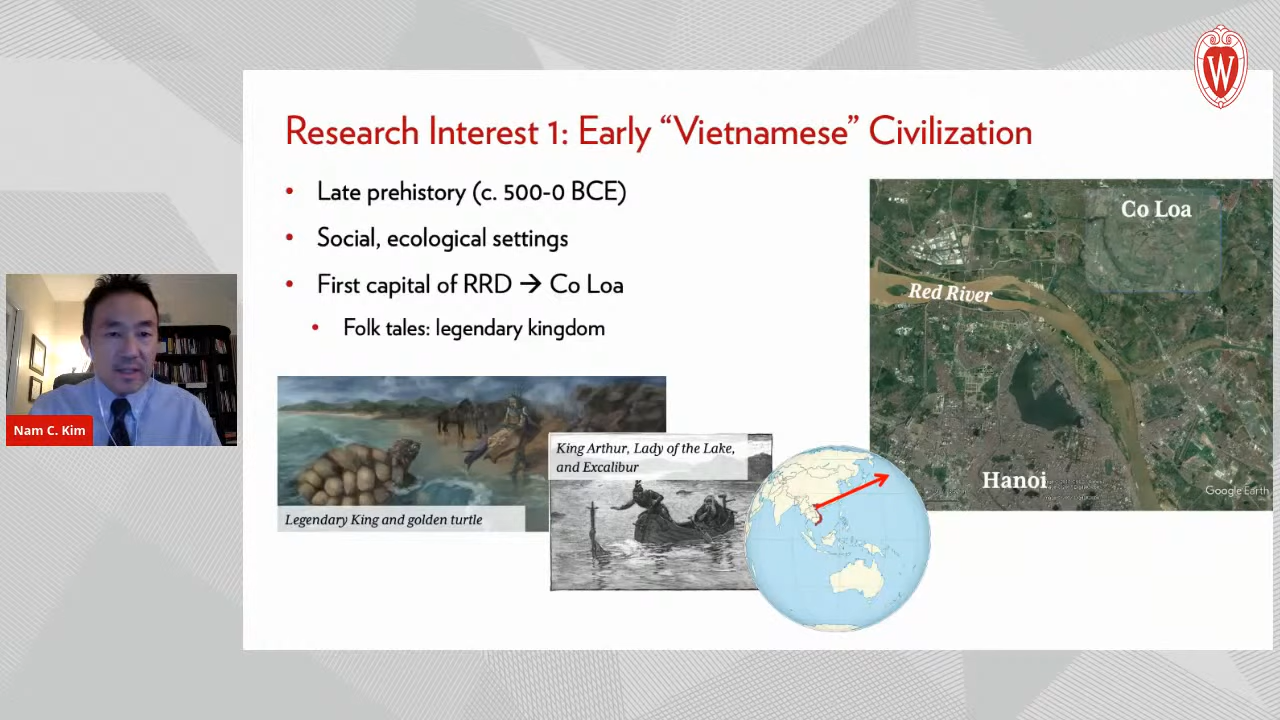 W
Research Interest 1: Early “Vietnamese” Civilization
• Late prehistory (c. 500-0 BCE)
• Social, ecological settings
• First capital of RRD → Co Loa
• Folk tales: legendary kingdom
Co Loa
Red River
Hanoi
Google Earth
Nam C. Kim
King Arthur, Lady of the Lake,
and Excalibur
Legendary King and golden turtle